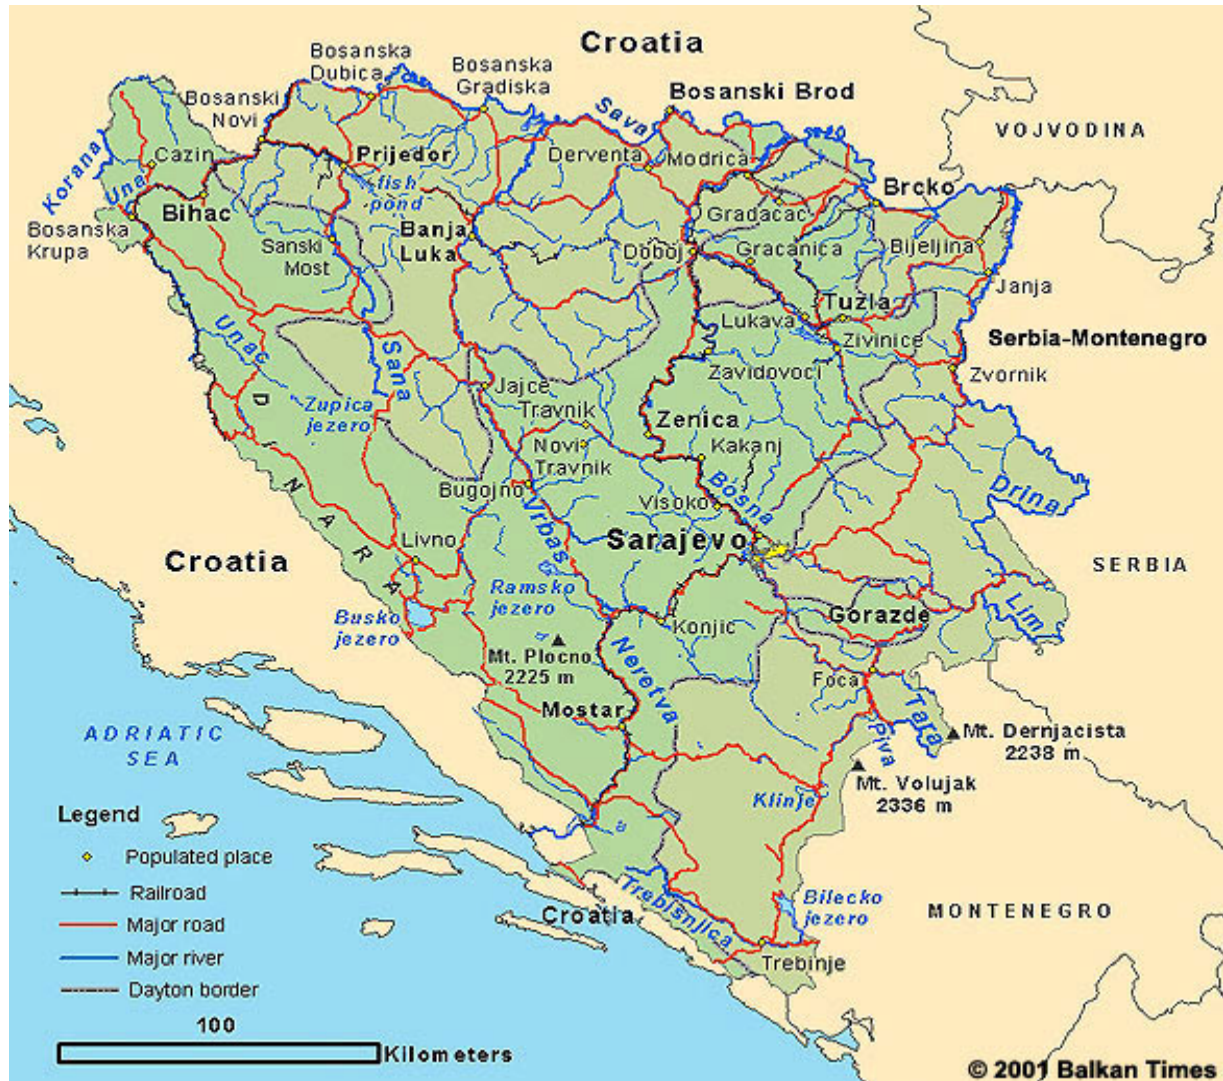 Croatia
Bosanska
Dubica
Bosanska
Gradiska
Bosanski
Novi
Sava
Bosanski Brod
VOJVODINA
Korana
Cazin
Una
Prijedor
fish
pond
Derventa
Modrica
Brcko
Bihac
Bosanska
Krupa
Sanski
Most
Banja
Luka
Gradacac
Doboj
Gracanica
Bijeljina
Janja
Tuzla
Lukava
Zivinice
Serbia-Montenegro
Unac
Sana
Zavidovoci
Zvornik
Jajce
Zupica
jezero
Travnik
Novi
Travnik
Zenica
Kakanj
DINARA
Bugojno
Vrbas
Visoko
Bosna
Drina
Sarajevo
Croatia
Livno
SERBIA
Ramsko
jezero
Busko
jezero
Konjic
Gorazde
Lim
Mt. Plocno
2225 m
Neretva
Foca
Tara
Mostar
Piva
Mt. Dernjacista
2238 m
ADRIATIC
SEA
Mt. Volujak
2336 m
Klinje
Legend
Populated place
Railroad
Major road
Major river
Dayton border
Trebisnjica
Croatia
Bilecko
jezero
MONTENEGRO
Trebinje
100
Kilometers
© 2001 Balkan Times